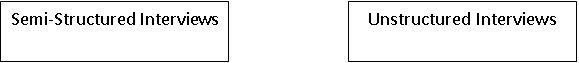 Semi-Structured Interviews
Unstructured Interviews